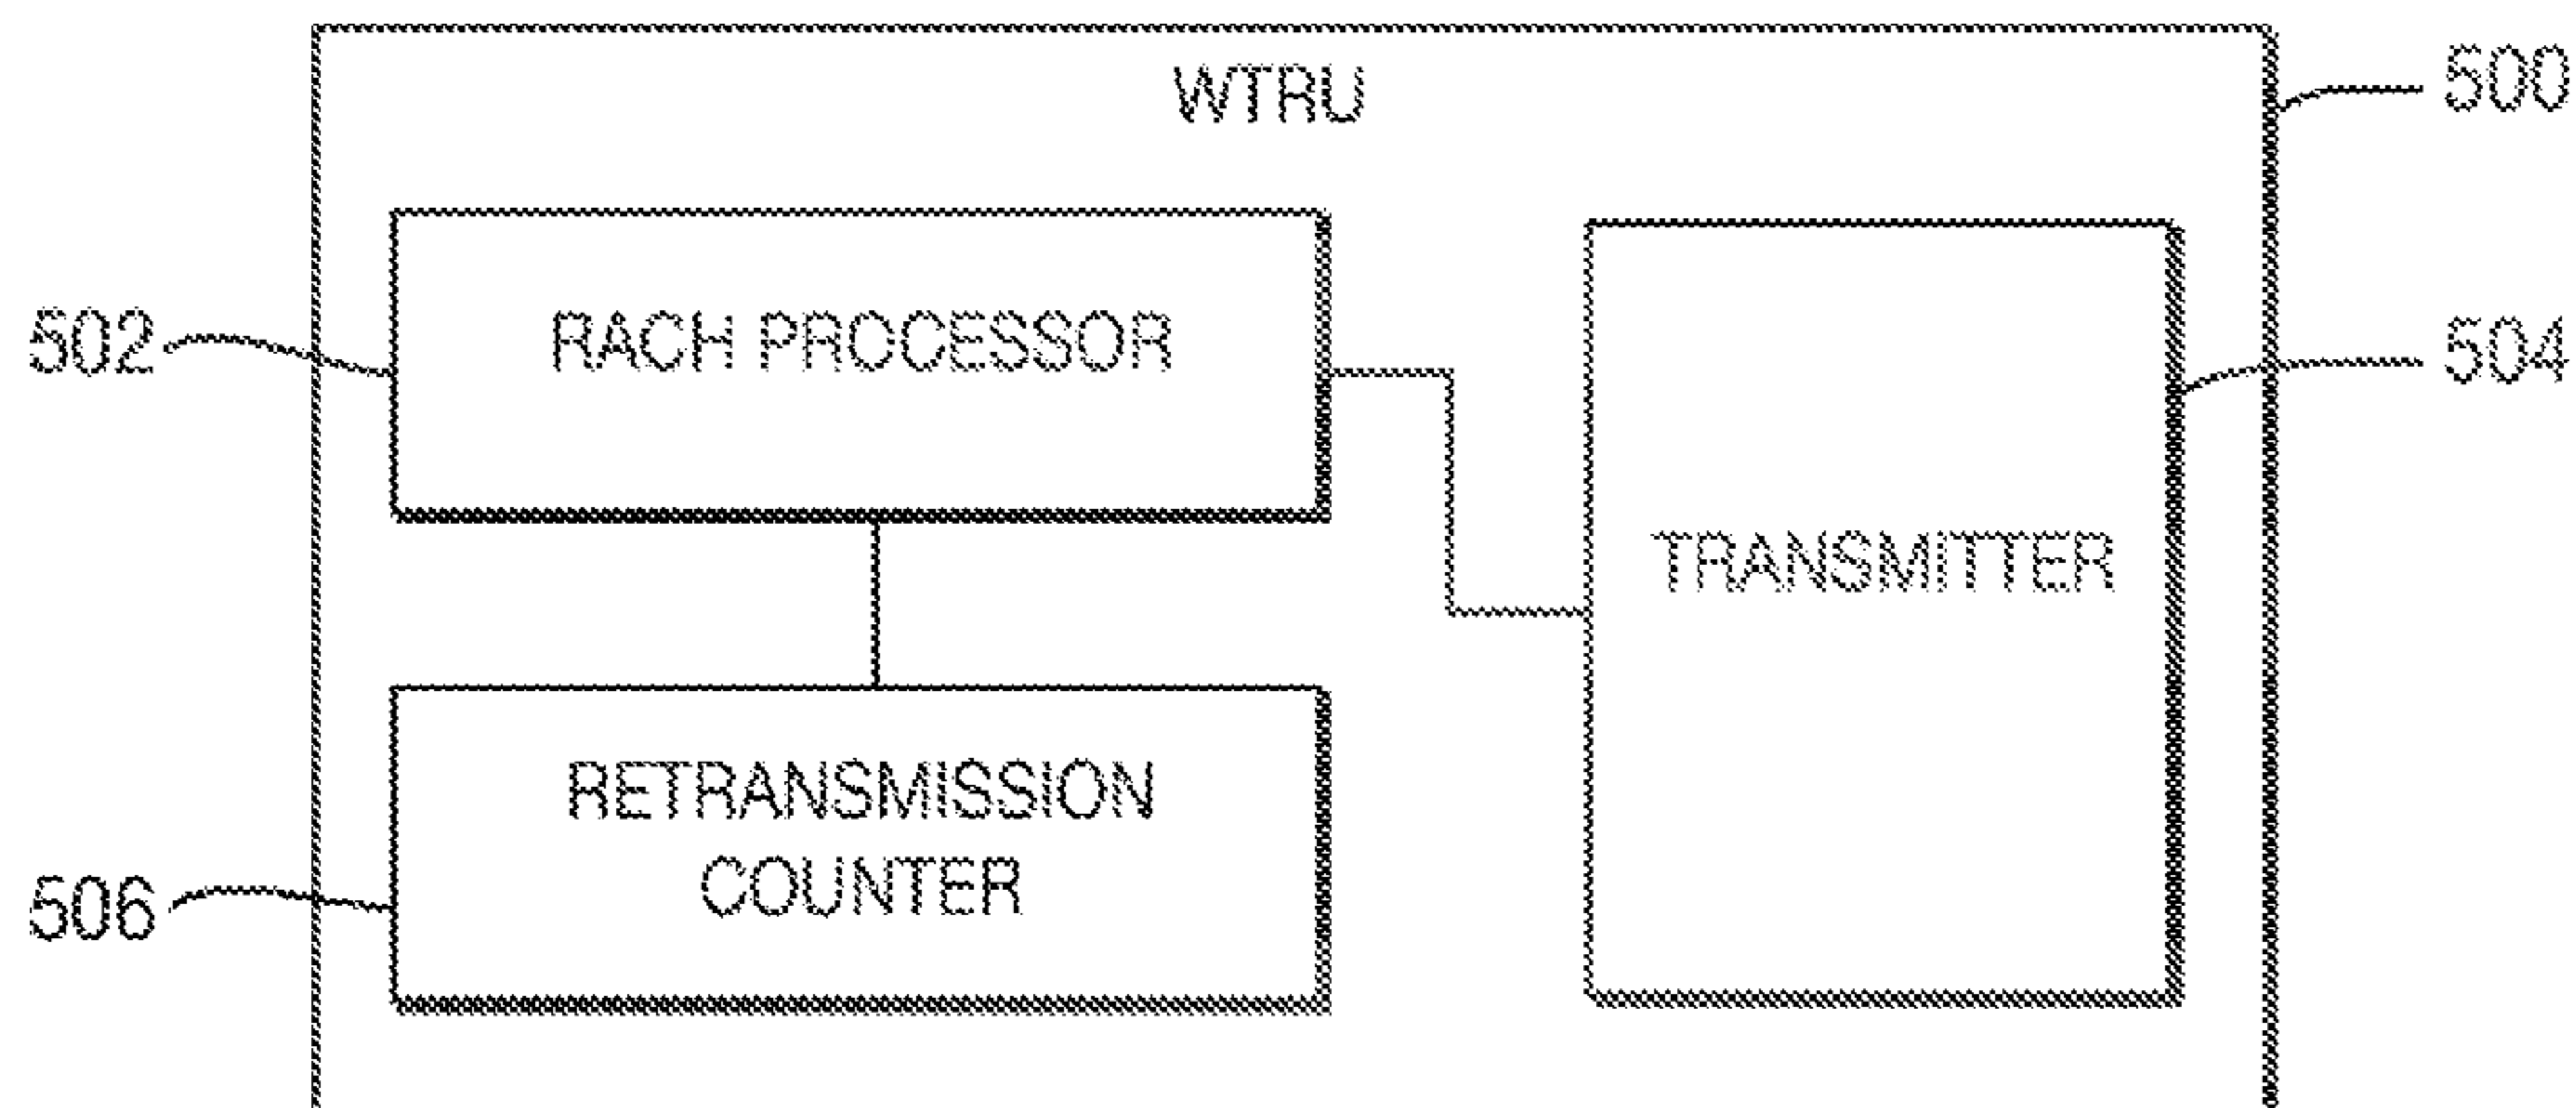 WTRU
500
502
RACH PROCESSOR
504
TRANSMITTER
RETRANSMISSION
COUNTER
506